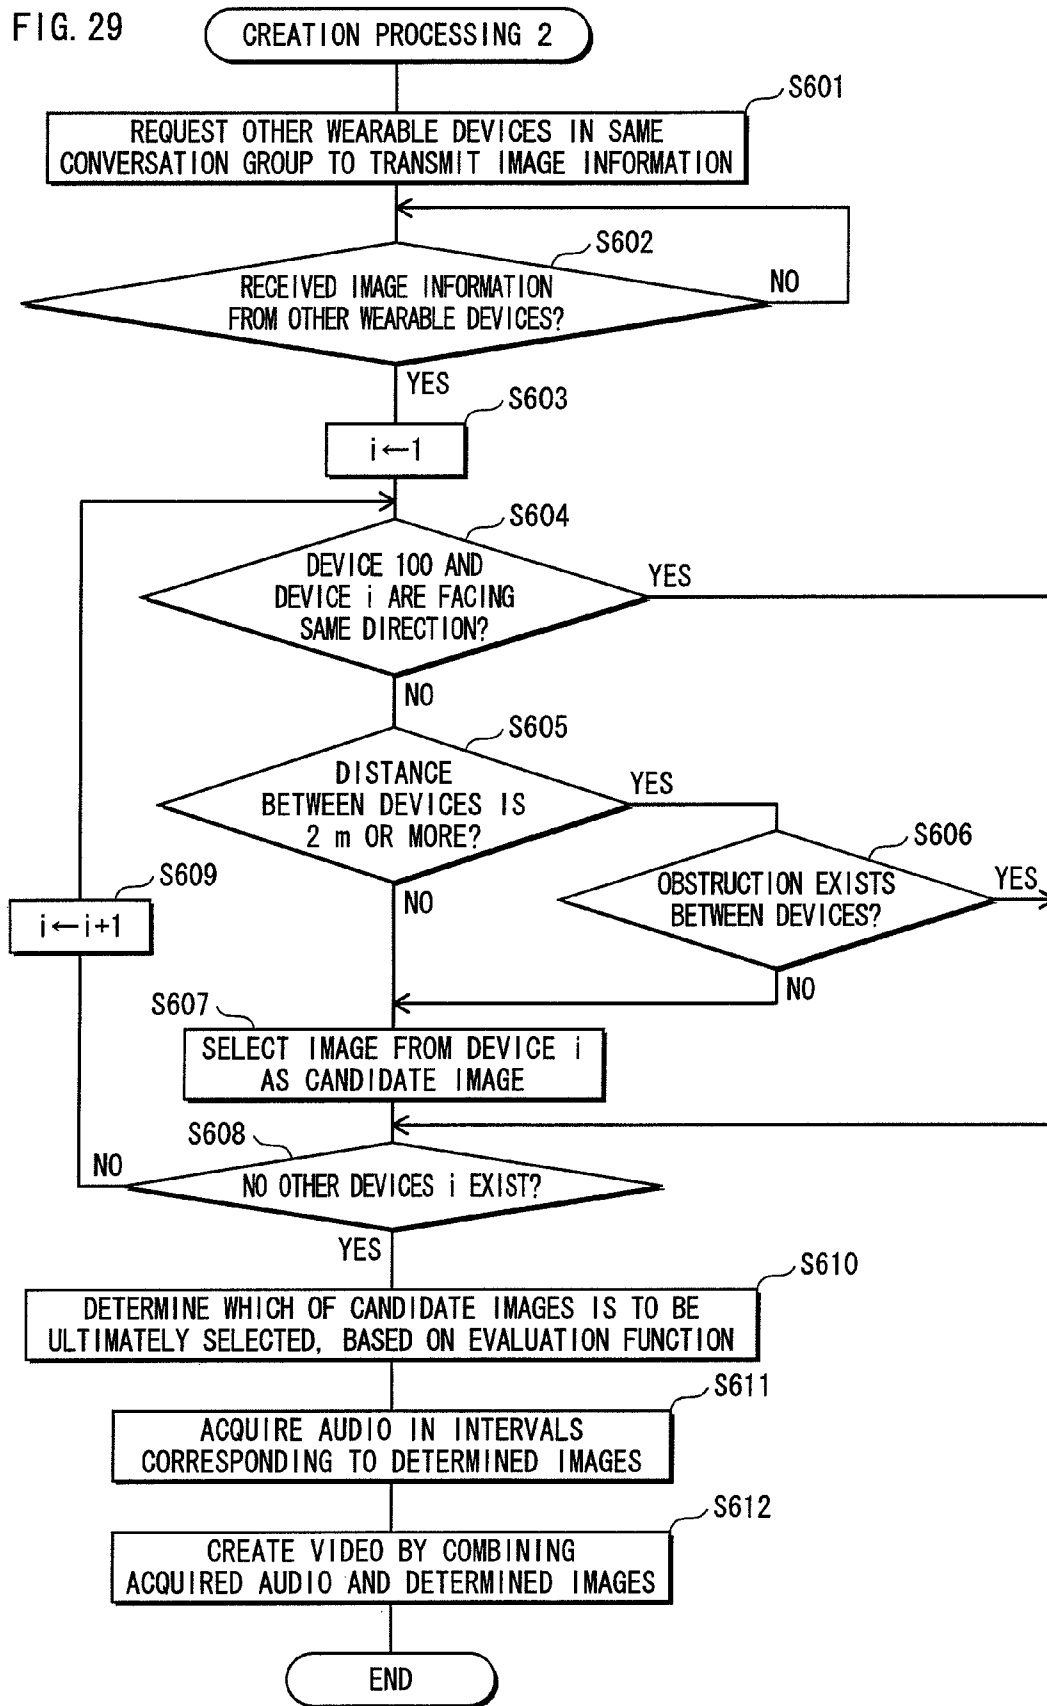 FIG. 29
CREATION PROCESSING 2
S601
REQUEST OTHER WEARABLE DEVICES IN SAME
CONVERSATION GROUP TO TRANSMIT IMAGE INFORMATION
S602
RECEIVED IMAGE INFORMATION
FROM OTHER WEARABLE DEVICES?
NO
YES
S603
i←1
S604
DEVICE 100 AND
DEVICE i ARE FACING
SAME DIRECTION?
YES
NO
S605
DISTANCE
BETWEEN DEVICES IS
2 m OR MORE?
YES
NO
S606
OBSTRUCTION EXISTS
BETWEEN DEVICES?
YES
NO
S609
i←i+1
S607
SELECT IMAGE FROM DEVICE i
AS CANDIDATE IMAGE
S608
NO OTHER DEVICES i EXIST?
NO
YES
S610
DETERMINE WHICH OF CANDIDATE IMAGES IS TO BE
ULTIMATELY SELECTED, BASED ON EVALUATION FUNCTION
S611
ACQUIRE AUDIO IN INTERVALS
CORRESPONDING TO DETERMINED IMAGES
S612
CREATE VIDEO BY COMBINING
ACQUIRED AUDIO AND DETERMINED IMAGES
END